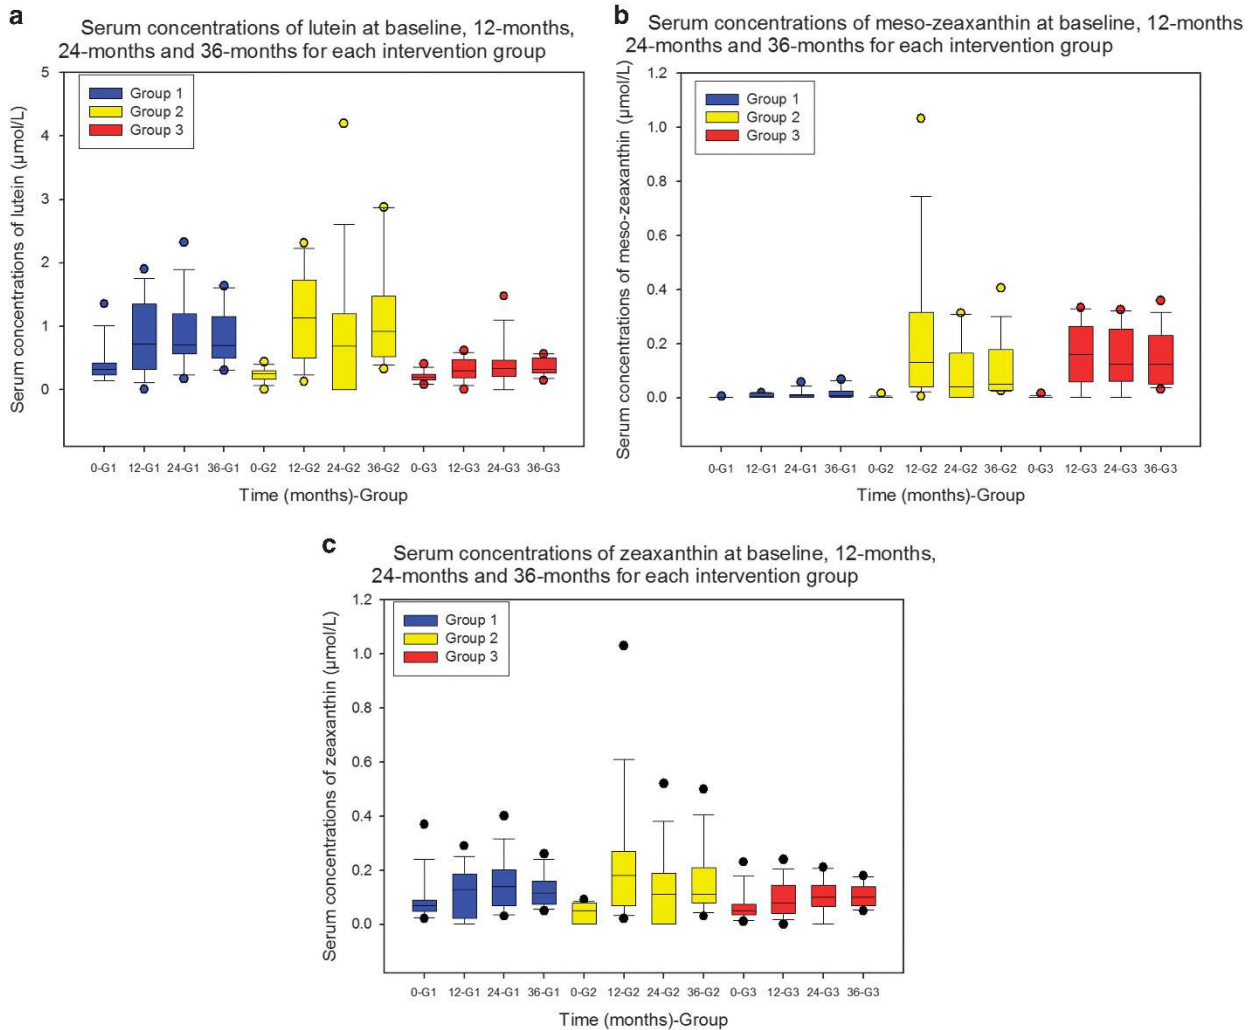 a
Serum concentrations of lutein at baseline, 12-months,
24-months and 36-months for each intervention group
Serum concentrations of lutein (µmol/L)
5
4
3
2
1
0
Group 1
Group 2
Group 3
0-G1 12-G1 24-G1 36-G1 0-G2 12-G2 24-G2 36-G2 0-G3 12-G3 24-G3 36-G3
Time (months)-Group
b
Serum concentrations of meso-zeaxanthin at baseline, 12-months
24-months and 36-months for each intervention group
Serum concentrations of meso-zeaxanthin (µmol/L)
1.2
1.0
0.8
0.6
0.4
0.2
0.0
Group 1
Group 2
Group 3
0-G1 12-G1 24-G1 36-G1 0-G2 12-G2 24-G2 36-G2 0-G3 12-G3 24-G3 36-G3
Time (months)-Group
c
Serum concentrations of zeaxanthin at baseline, 12-months,
24-months and 36-months for each intervention group
Serum concentrations of zeaxanthin (µmol/L)
1.2
1.0
0.8
0.6
0.4
0.2
0.0
Group 1
Group 2
Group 3
0-G1 12-G1 24-G1 36-G1 0-G2 12-G2 24-G2 36-G2 0-G3 12-G3 24-G3 36-G3
Time (months)-Group